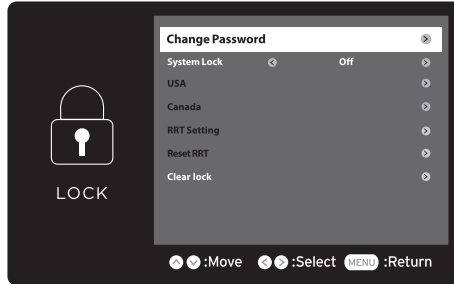 Change Password
System Lock Off
USA
Canada
RRT Setting
Reset RRT
Clear lock
LOCK
:Move :Select MENU :Return